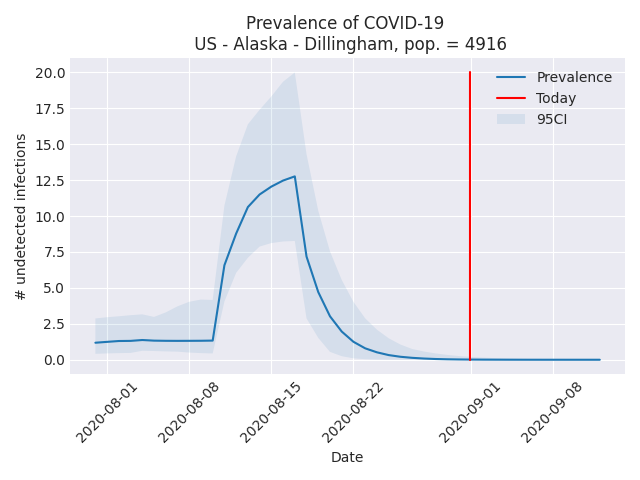 Prevalence of COVID-19
US - Alaska - Dillingham, pop. = 4916
20.0
17.5
15.0
12.5
10.0
7.5
5.0
2.5
0.0
# undetected infections
Prevalence
Today
95CI
2020-08-01
2020-08-08
2020-08-15
2020-08-22
2020-09-01
2020-09-08
Date